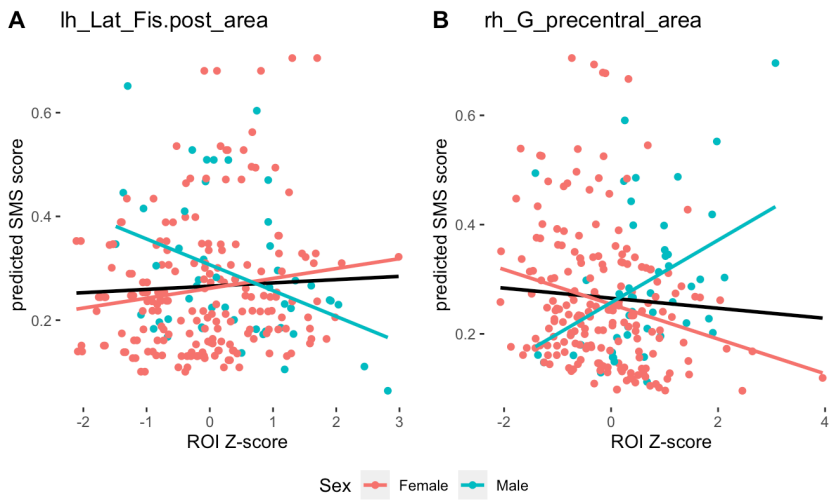 A lh_Lat_Fis.post_area
B rh_G_precentral_area
predicted SMS score
0.6
0.4
0.2
-2 -1 0 1 2 3
ROI Z-score
predicted SMS score
0.6
0.4
0.2
-2 0 2 4
ROI Z-score
Sex Female Male